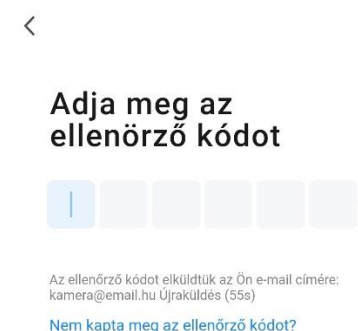 Adja meg az
ellenörző kódot
Az ellenőrző kódot elküldtük az Ön e-mail címére:
kamera@email.hu Újraküldés (55s)
Nem kapta meg az ellenőrző kódot?